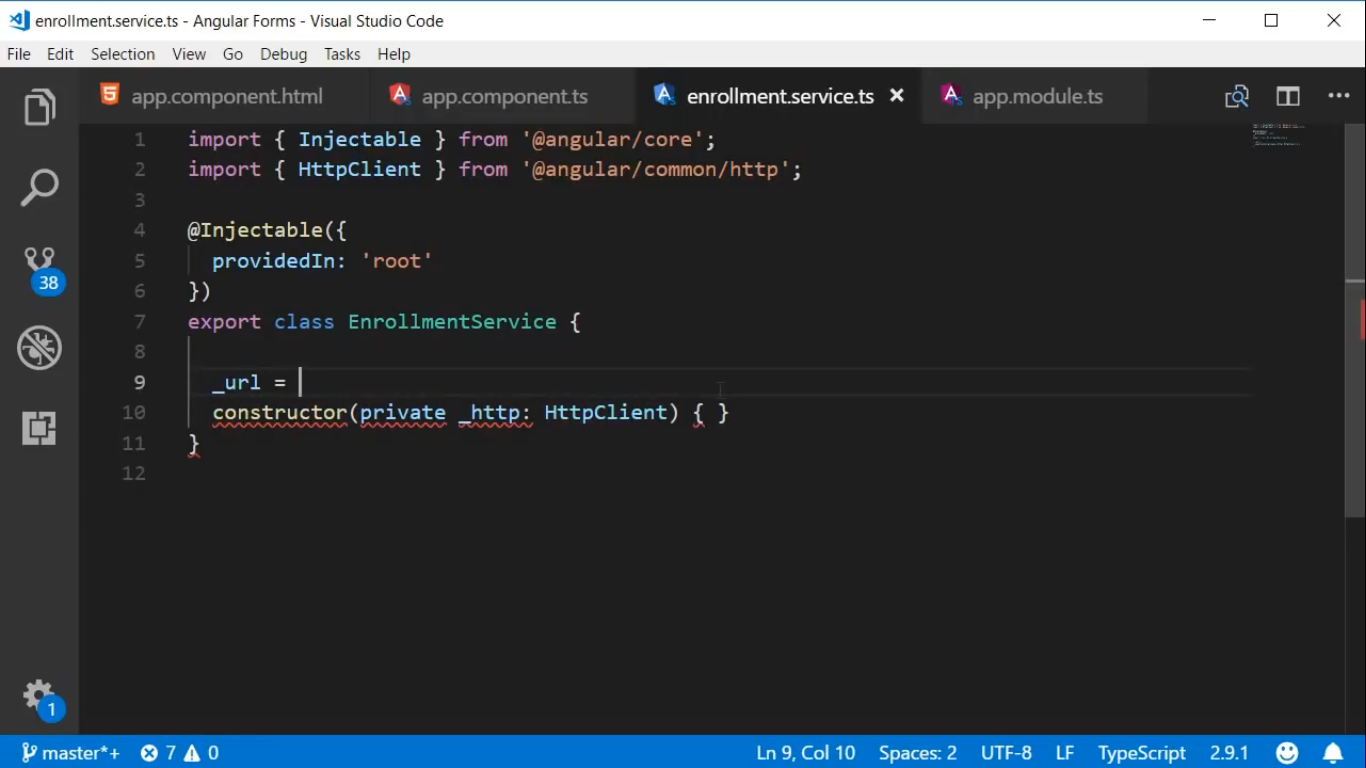 enrollment.service.ts - Angular Forms - Visual Studio Code
File Edit Selection View Go Debug Tasks Help
app.component.html app.component.ts enrollment.service.ts app.module.ts
1 import { Injectable } from '@angular/core';
2 import { HttpClient } from '@angular/common/http';
3
4 @Injectable({
5 providedIn: 'root'
6 })
7 export class EnrollmentService {
8
9 _url =
10 constructor(private _http: HttpClient) { }
11 }
12
38
1
master*+ 7 0 Ln 9, Col 10 Spaces: 2 UTF-8 LF TypeScript 2.9.1